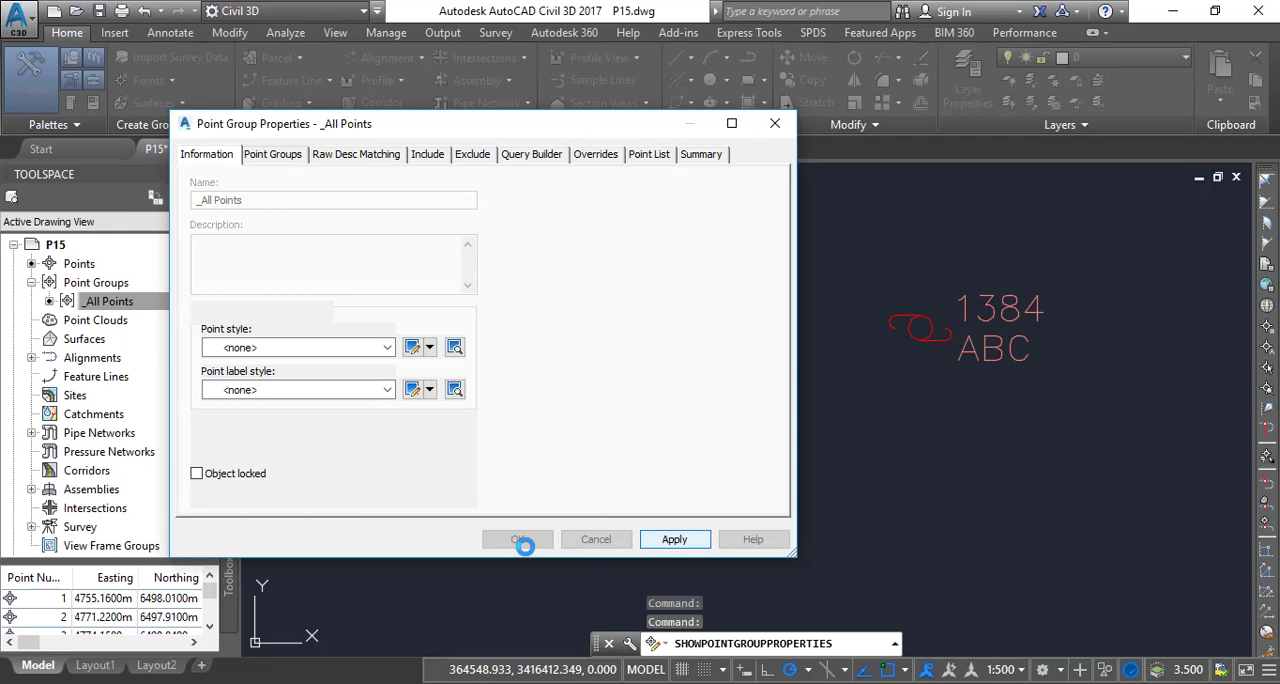 Civil 3D
Autodesk AutoCAD Civil 3D 2017 P15.dwg
Type a keyword or phrase
Sign In
C3D
Home Insert Annotate Modify Analyze View Manage Output Survey Autodesk 360 Help Add-ins Express Tools SPDS Featured Apps BIM 360 Performance
Import Survey Data Parcel Alignment Intersections Profile View Move 0
Points Feature Line Profile Assembly Sample Lines Copy Layer Properties Paste
Surfaces Grading Corridor Pipe Network Section Views Stretch
Palettes Create Gro Modify Layers Clipboard
Start P15*
TOOLSPACE
Active Drawing View
P15
Points
Point Groups
_All Points
Point Clouds
Surfaces
Alignments
Feature Lines
Sites
Catchments
Pipe Networks
Pressure Networks
Corridors
Assemblies
Intersections
Survey
View Frame Groups
Toolbox
Point Nu... Easting Northing
1 4755.1600m 6498.0100m
2 4771.2200m 6497.9100m
Point Group Properties - _All Points
Information Point Groups Raw Desc Matching Include Exclude Query Builder Overrides Point List Summary
Name:
_All Points
Description:
Point style:
<none>
Point label style:
<none>
Object locked
Cancel Apply Help
1384
ABC
Y
X
Command:
Command:
SHOWPOINTGROUPPROPERTIES
Model Layout1 Layout2 +
364548.933, 3416412.349, 0.000 MODEL 1:500 3.500